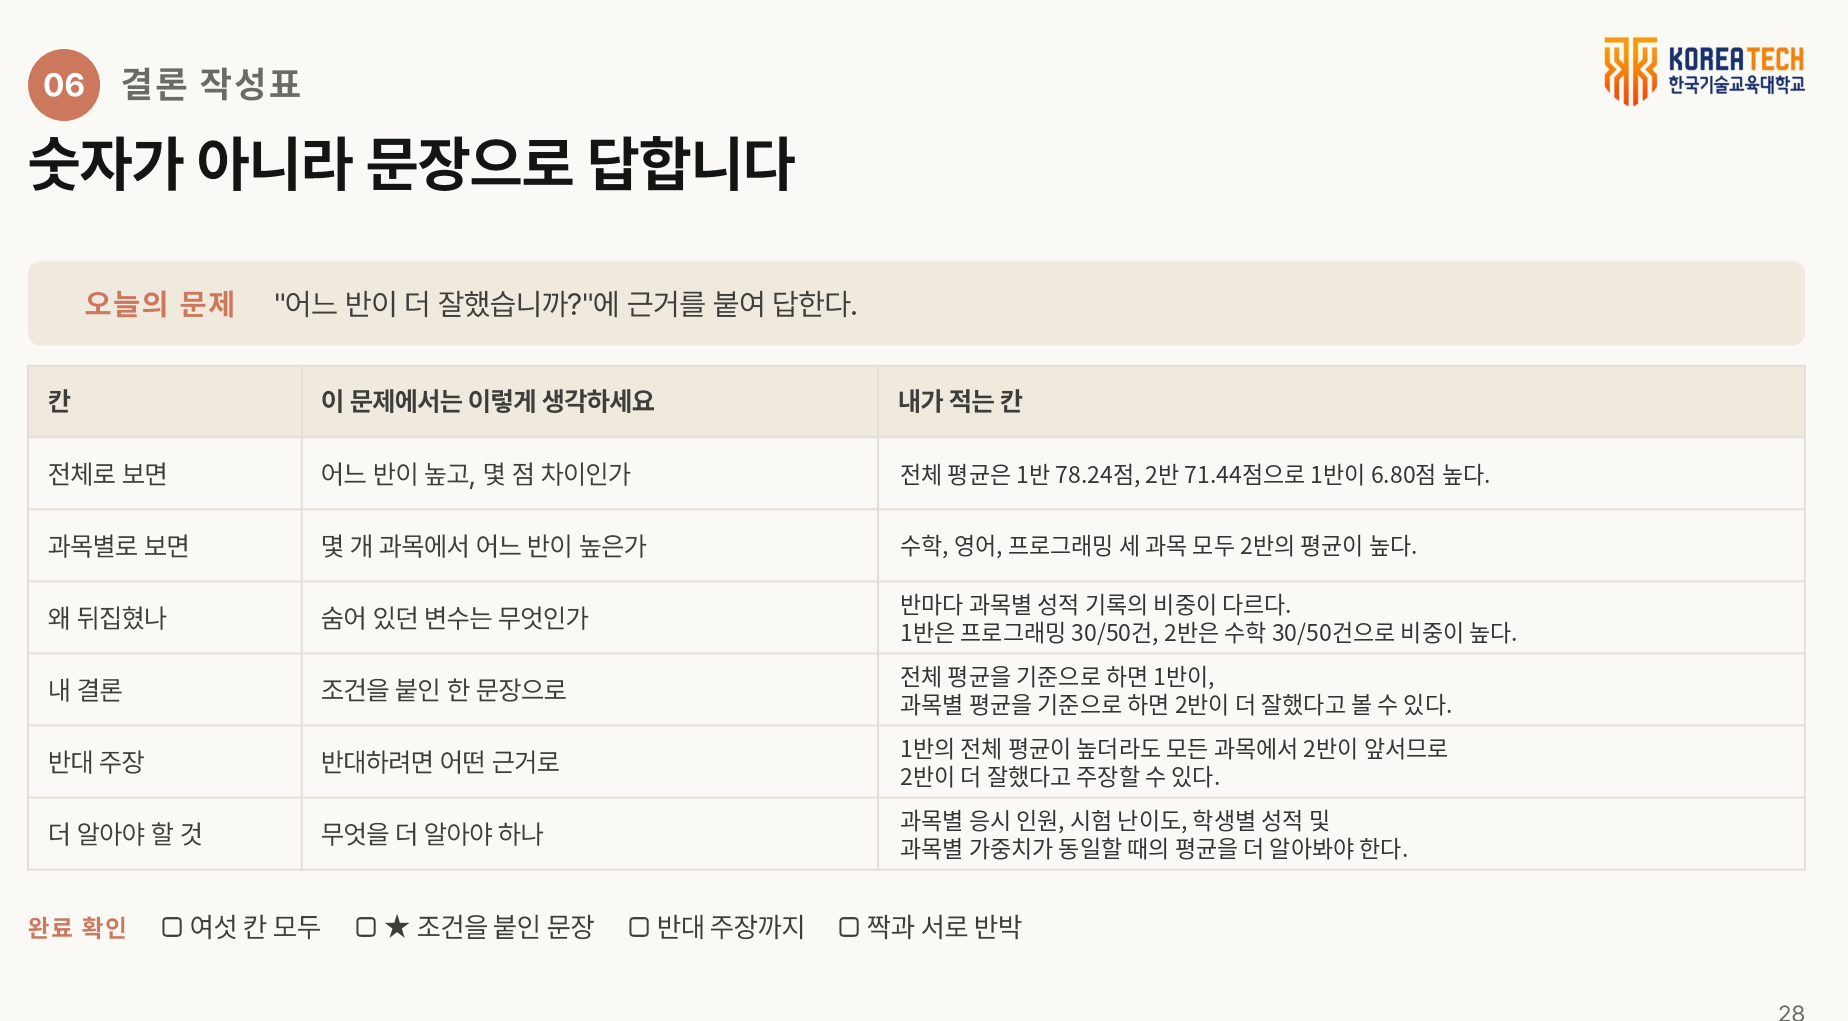 06 결론 작성표
KOREATECH
한국기술교육대학교
숫자가 아니라 문장으로 답합니다
오늘의 문제 "어느 반이 더 잘했습니까?"에 근거를 붙여 답한다.
칸 이 문제에서는 이렇게 생각하세요 내가 적는 칸
전체로 보면 어느 반이 높고, 몇 점 차이인가 전체 평균은 1반 78.24점, 2반 71.44점으로 1반이 6.80점 높다.
과목별로 보면 몇 개 과목에서 어느 반이 높은가 수학, 영어, 프로그래밍 세 과목 모두 2반의 평균이 높다.
왜 뒤집혔나 숨어 있던 변수는 무엇인가 반마다 과목별 성적 기록의 비중이 다르다.
1반은 프로그래밍 30/50건, 2반은 수학 30/50건으로 비중이 높다.
내 결론 조건을 붙인 한 문장으로 전체 평균을 기준으로 하면 1반이,
과목별 평균을 기준으로 하면 2반이 더 잘했다고 볼 수 있다.
반대 주장 반대하려면 어떤 근거로 1반의 전체 평균이 높더라도 모든 과목에서 2반이 앞서므로
2반이 더 잘했다고 주장할 수 있다.
더 알아야 할 것 무엇을 더 알아야 하나 과목별 응시 인원, 시험 난이도, 학생별 성적 및
과목별 가중치가 동일할 때의 평균을 더 알아봐야 한다.
완료 확인 ▢ 여섯 칸 모두 ▢ ★ 조건을 붙인 문장 ▢ 반대 주장까지 ▢ 짝과 서로 반박
28